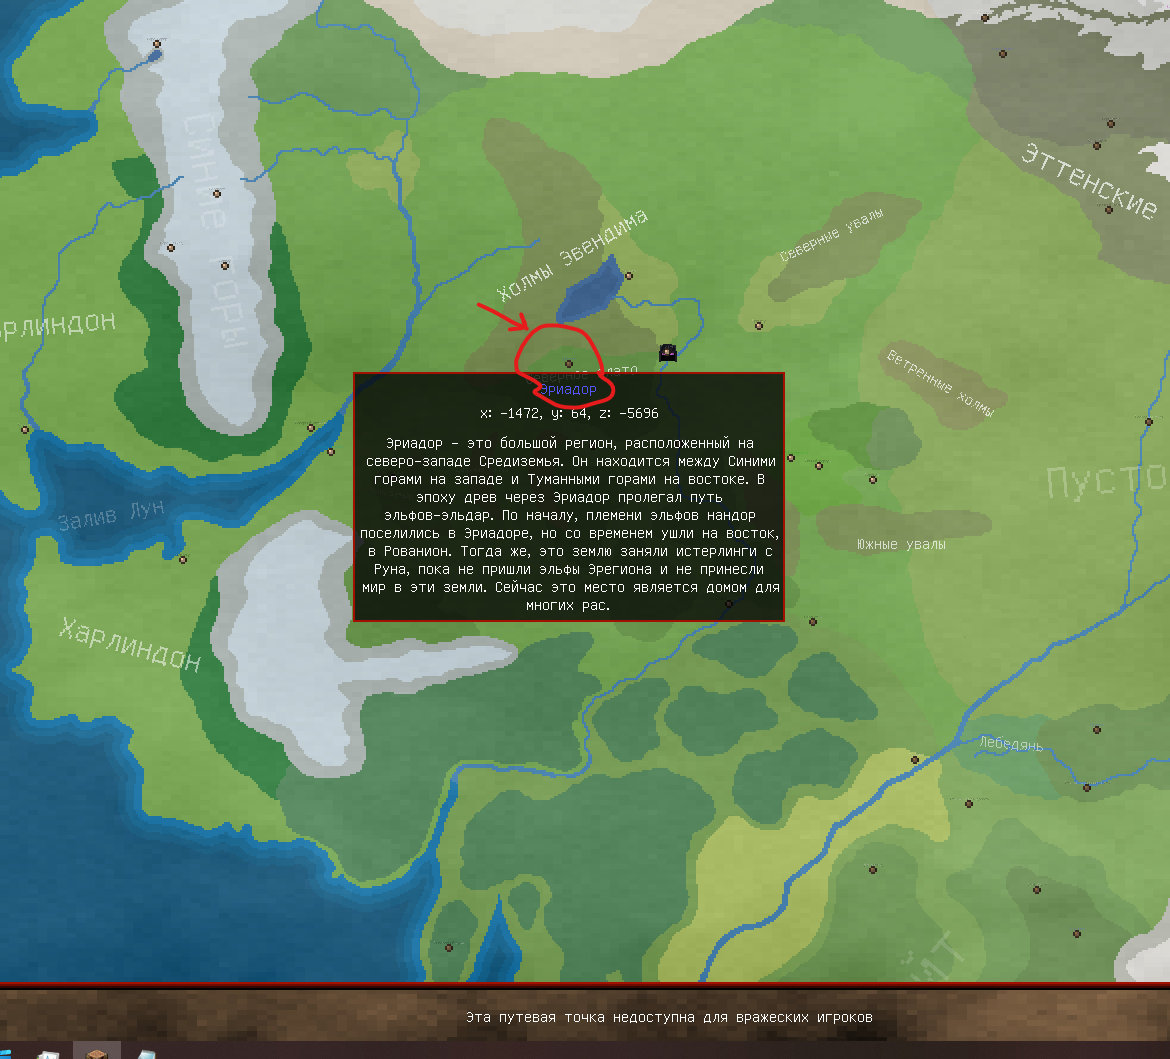 СИНИЕ ГОРЫ
Эттенские
Северные увалы
Холмы Эвендима
Ветренные холмы
Эриадор
x: -1472, y: 64, z: -5696
Эриадор - это большой регион, расположенный на
северо-западе Средиземья. Он находится между Синими
горами на западе и Туманными горами на востоке. В
эпоху древ через Эриадор пролегал путь
эльфов-эльдар. По началу, племени эльфов нандор
поселились в Эриадоре, но со временем ушли на восток,
в Рованион. Тогда же, это землю заняли истерлинги с
Руна, пока не пришли эльфы Эрегиона и не принесли
мир в эти земли. Сейчас это место является домом для
многих рас.
Пусто
Залив Лун
Южные увалы
Харлиндон
Лебедянь
Эта путевая точка недоступна для вражеских игроков